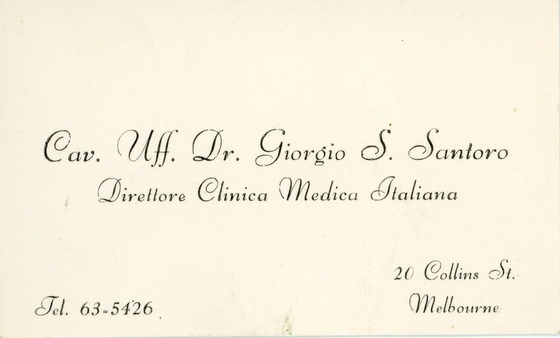 Cav. Uff. Dr. Giorgio S. Santoro
Direttore Clinica Medica Italiana
20 Collins St.
Tel. 63-5426
Melbourne